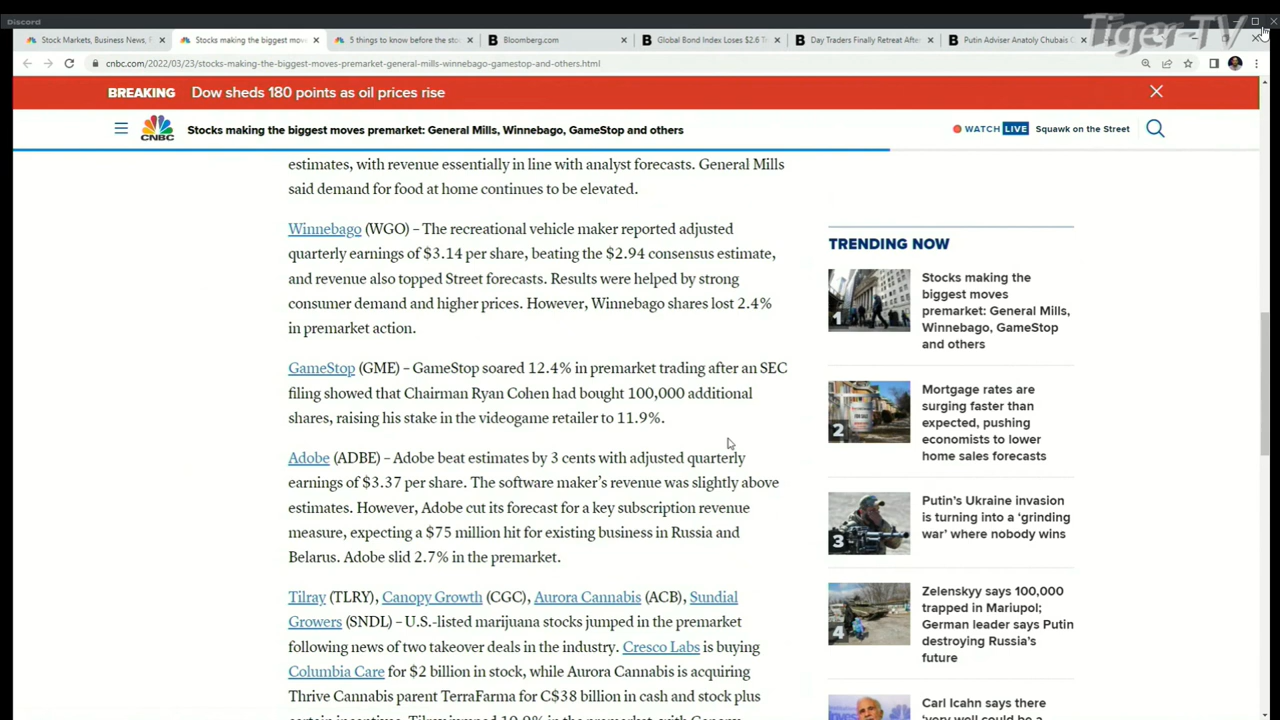 Discord
Tiger-TV
Stock Markets, Business News, F
Stocks making the biggest mov
5 things to know before the sto
Bloomberg.com
Global Bond Index Loses $2.6 T
Day Traders Finally Retreat Afte
Putin Adviser Anatoly Chubais Q
cnbc.com/2022/03/23/stocks-making-the-biggest-moves-premarket-general-mills-winnebago-gamestop-and-others.html
BREAKING Dow sheds 180 points as oil prices rise
CNBC
Stocks making the biggest moves premarket: General Mills, Winnebago, GameStop and others
WATCH LIVE Squawk on the Street
estimates, with revenue essentially in line with analyst forecasts. General Mills
said demand for food at home continues to be elevated.
Winnebago (WGO) – The recreational vehicle maker reported adjusted
quarterly earnings of $3.14 per share, beating the $2.94 consensus estimate,
and revenue also topped Street forecasts. Results were helped by strong
consumer demand and higher prices. However, Winnebago shares lost 2.4%
in premarket action.
GameStop (GME) – GameStop soared 12.4% in premarket trading after an SEC
filing showed that Chairman Ryan Cohen had bought 100,000 additional
shares, raising his stake in the videogame retailer to 11.9%.
Adobe (ADBE) – Adobe beat estimates by 3 cents with adjusted quarterly
earnings of $3.37 per share. The software maker's revenue was slightly above
estimates. However, Adobe cut its forecast for a key subscription revenue
measure, expecting a $75 million hit for existing business in Russia and
Belarus. Adobe slid 2.7% in the premarket.
Tilray (TLRY), Canopy Growth (CGC), Aurora Cannabis (ACB), Sundial
Growers (SNDL) – U.S.-listed marijuana stocks jumped in the premarket
following news of two takeover deals in the industry. Cresco Labs is buying
Columbia Care for $2 billion in stock, while Aurora Cannabis is acquiring
Thrive Cannabis parent TerraFarma for C$38 billion in cash and stock plus
certain incentives. Tilray jumped 10.9% in the premarket, with Canopy
TRENDING NOW
1
Stocks making the
biggest moves
premarket: General Mills,
Winnebago, GameStop
and others
2
Mortgage rates are
surging faster than
expected, pushing
economists to lower
home sales forecasts
3
Putin's Ukraine invasion
is turning into a 'grinding
war' where nobody wins
4
Zelenskyy says 100,000
trapped in Mariupol;
German leader says Putin
destroying Russia's
future
Carl Icahn says there
'very well could be a